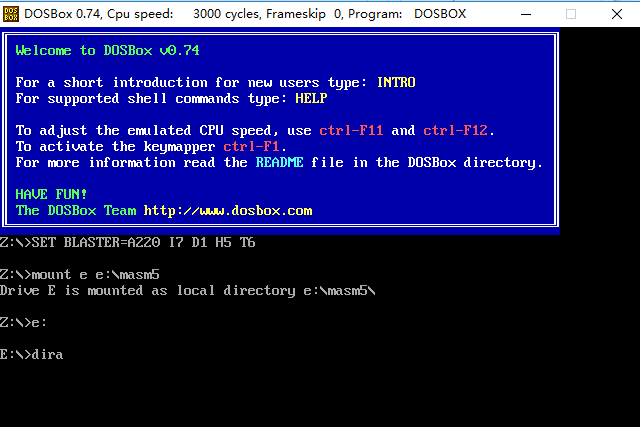 DOSBox 0.74, Cpu speed: 3000 cycles, Frameskip 0, Program: DOSBOX
Welcome to DOSBox v0.74
For a short introduction for new users type: INTRO
For supported shell commands type: HELP
To adjust the emulated CPU speed, use ctrl-F11 and ctrl-F12.
To activate the keymapper ctrl-F1.
For more information read the README file in the DOSBox directory.
HAVE FUN!
The DOSBox Team http://www.dosbox.com
Z:\>SET BLASTER=A220 I7 D1 H5 T6
Z:\>mount e e:\masm5
Drive E is mounted as local directory e:\masm5\
Z:\>e:
E:\>dira